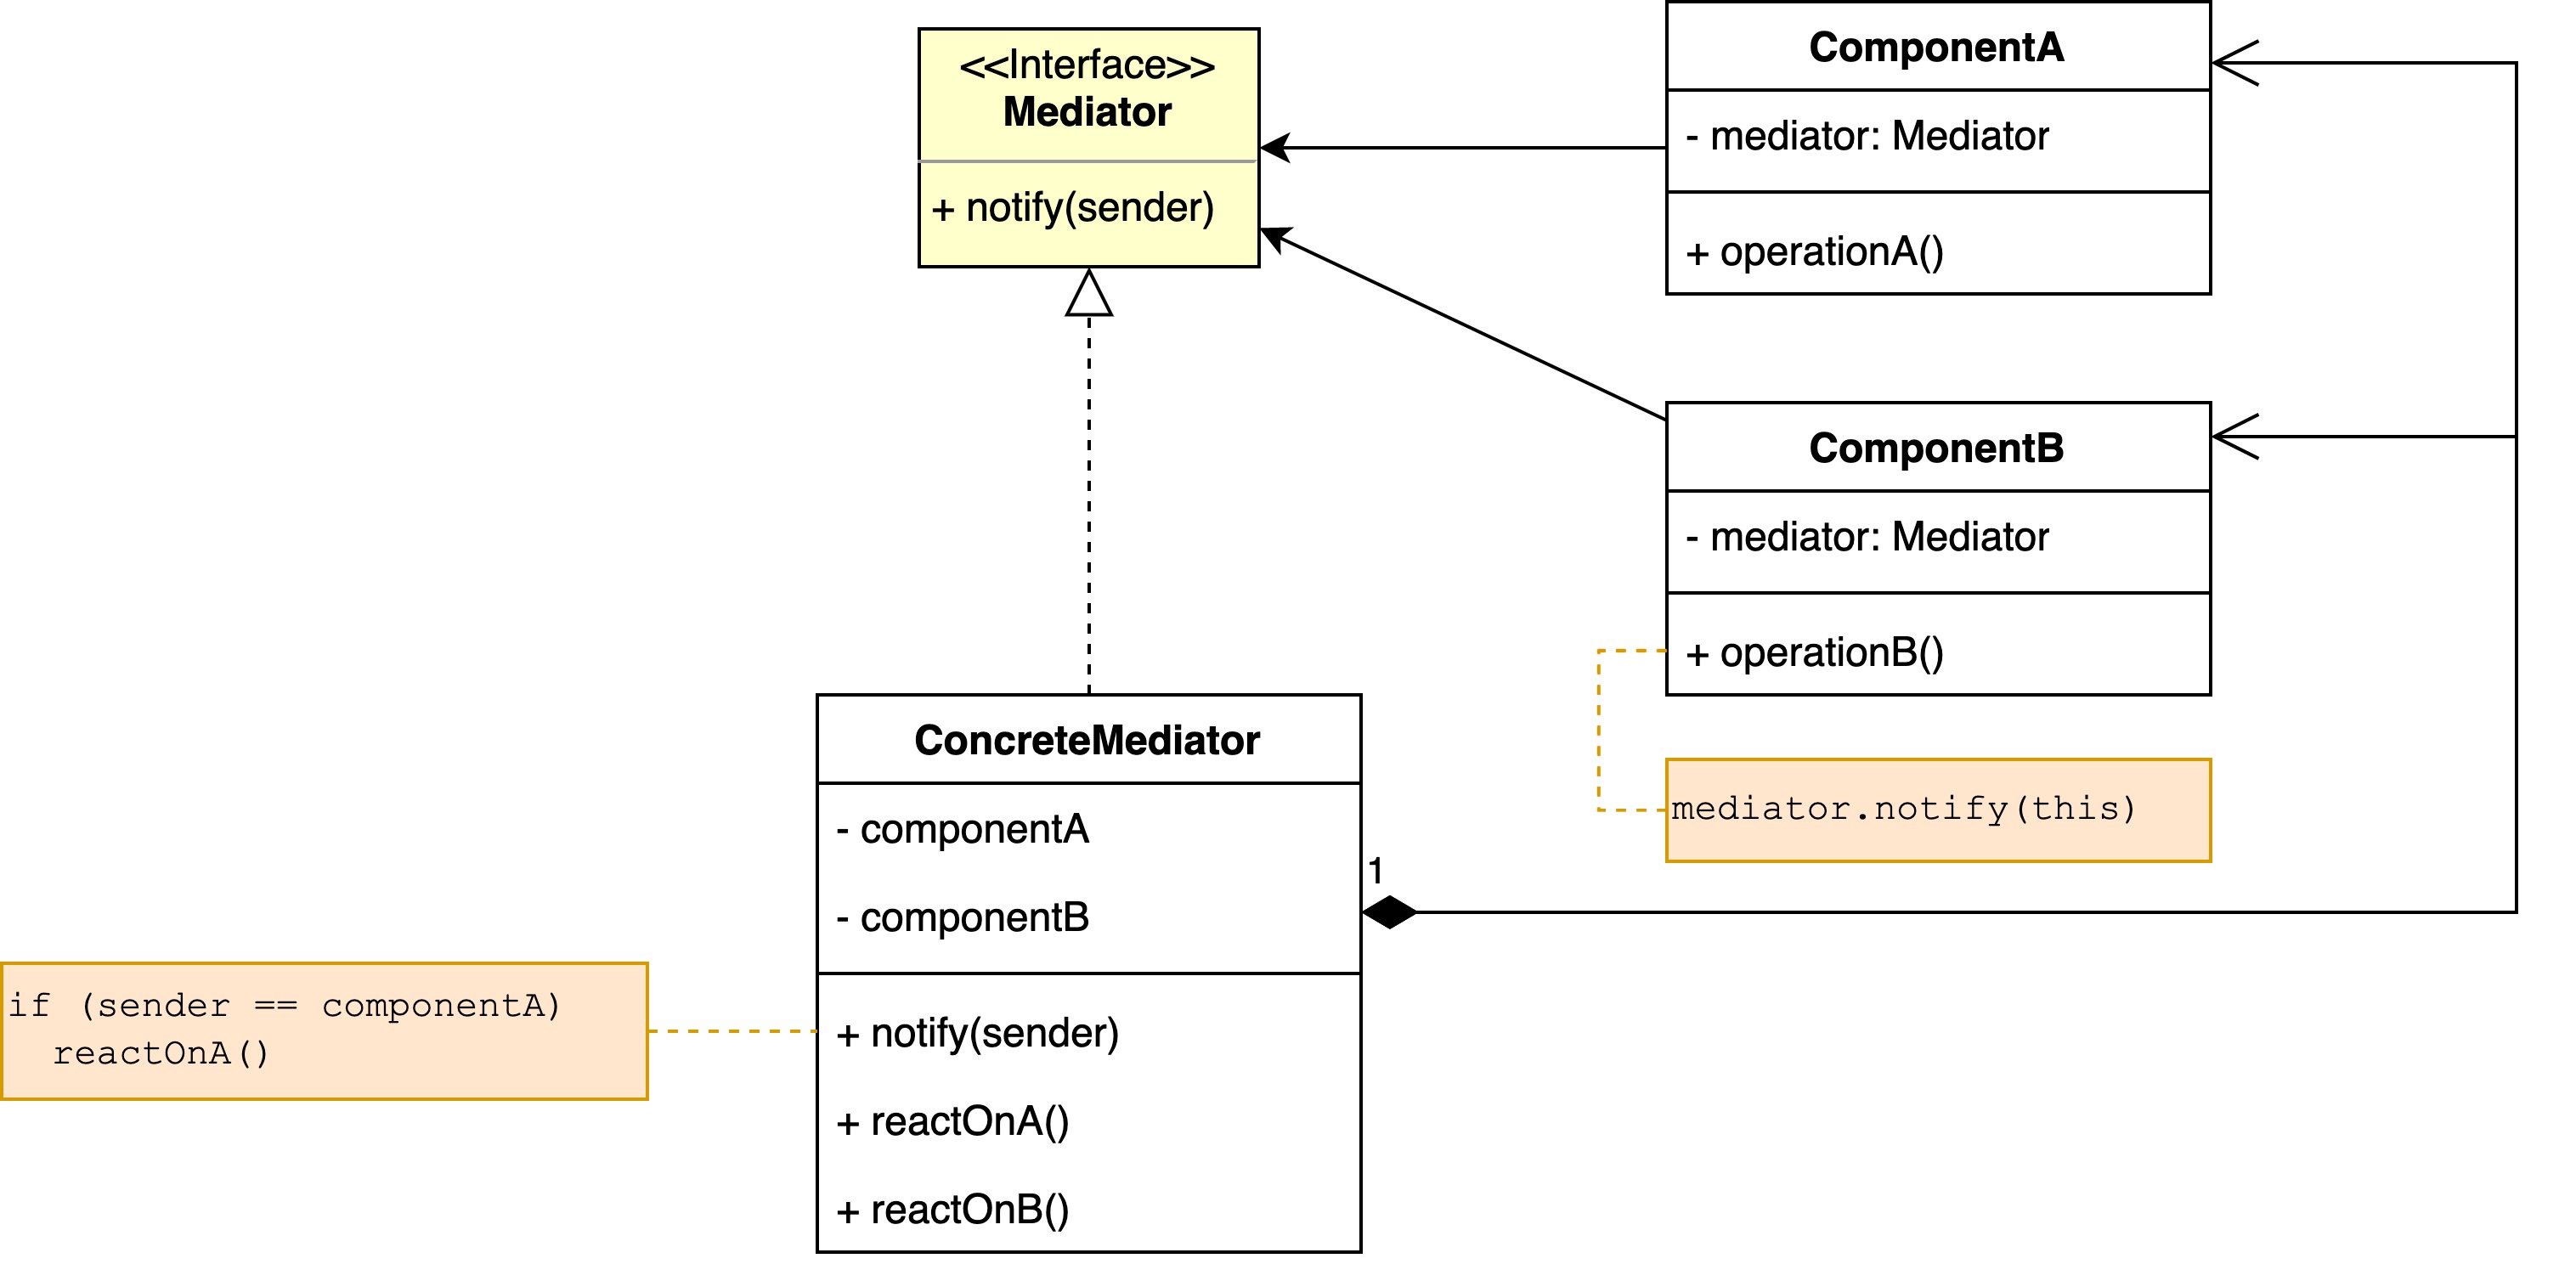 <<Interface>>
Mediator
+ notify(sender)
ComponentA
- mediator: Mediator
+ operationA()
ComponentB
- mediator: Mediator
+ operationB()
mediator.notify(this)
ConcreteMediator
- componentA
- componentB
1
+ notify(sender)
+ reactOnA()
+ reactOnB()
if (sender == componentA)
  reactOnA()